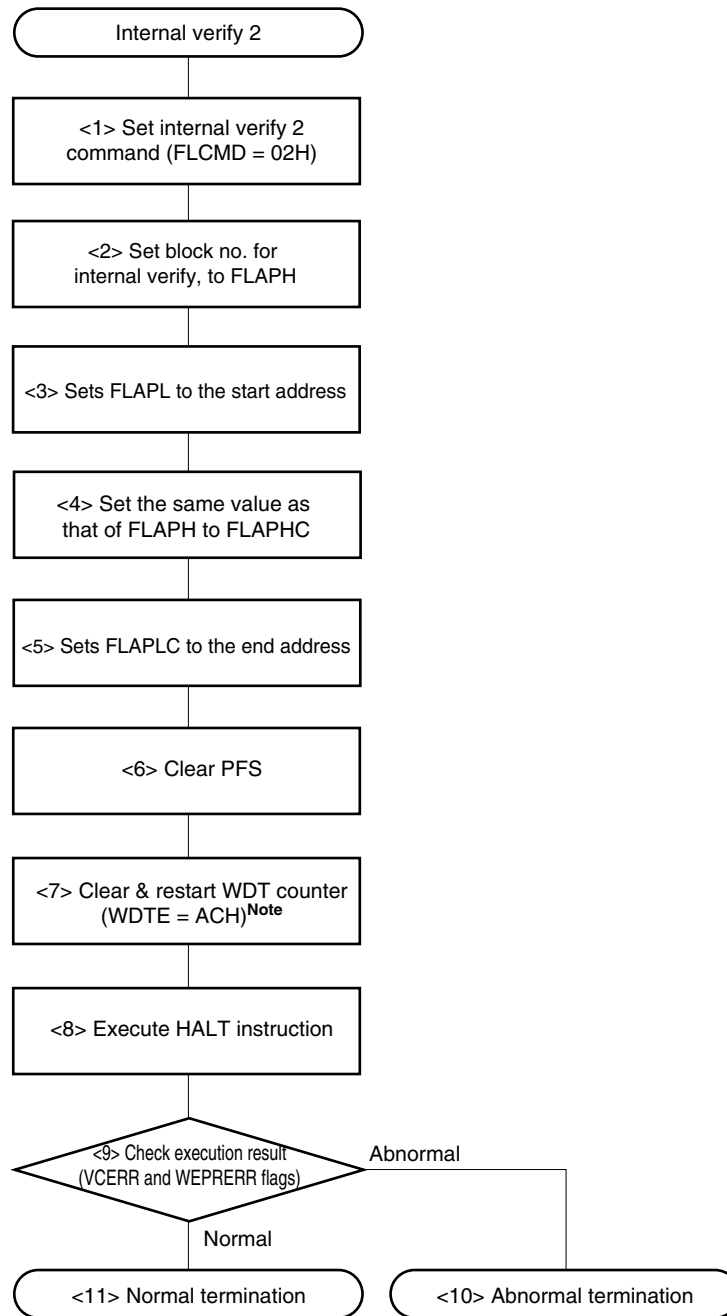 Internal verify 2
<1> Set internal verify 2
command (FLCMD = 02H)
<2> Set block no. for
internal verify, to FLAPH
<3> Sets FLAPL to the start address
<4> Set the same value as
that of FLAPH to FLAPHC
<5> Sets FLAPLC to the end address
<6> Clear PFS
<7> Clear & restart WDT counter
(WDTE = ACH)Note
<8> Execute HALT instruction
<9> Check execution result
(VCERR and WEPRERR flags)
Abnormal
Normal
<11> Normal termination
<10> Abnormal termination